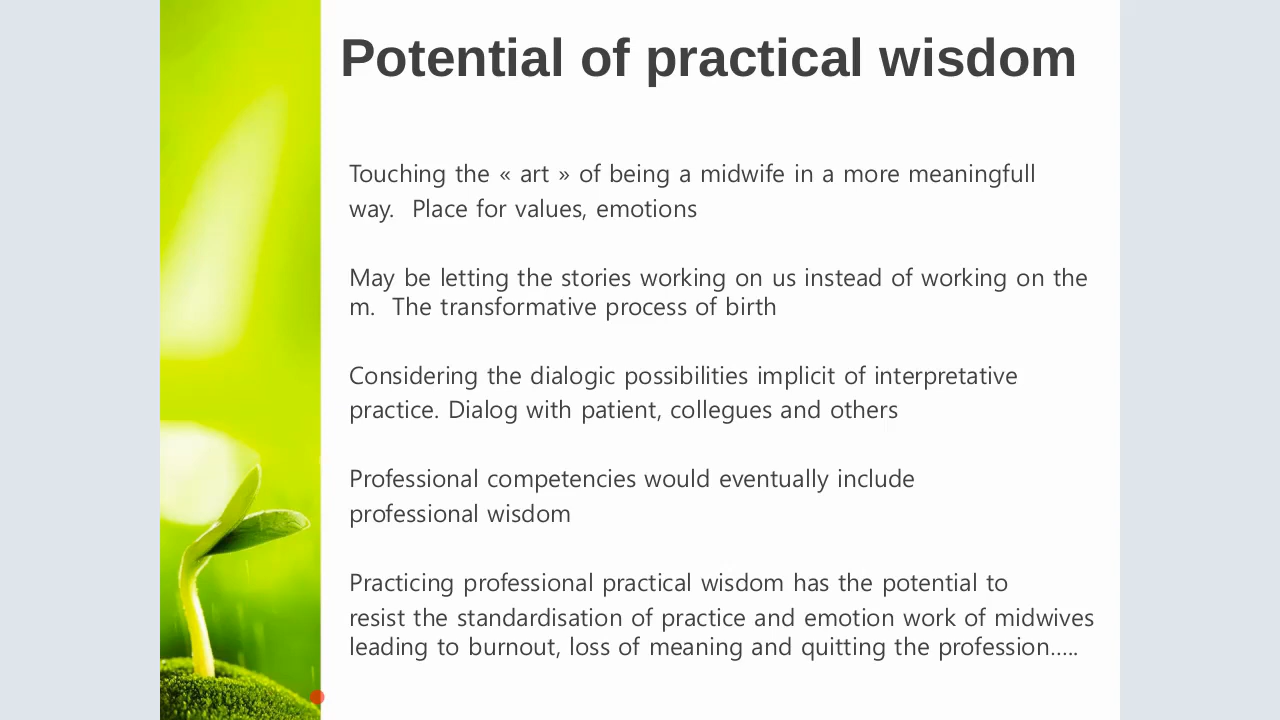 Potential of practical wisdom
Touching the « art » of being a midwife in a more meaningfull
way.  Place for values, emotions
May be letting the stories working on us instead of working on the
m.  The transformative process of birth
Considering the dialogic possibilities implicit of interpretative
practice. Dialog with patient, collegues and others
Professional competencies would eventually include
professional wisdom
Practicing professional practical wisdom has the potential to
resist the standardisation of practice and emotion work of midwives
leading to burnout, loss of meaning and quitting the profession…..